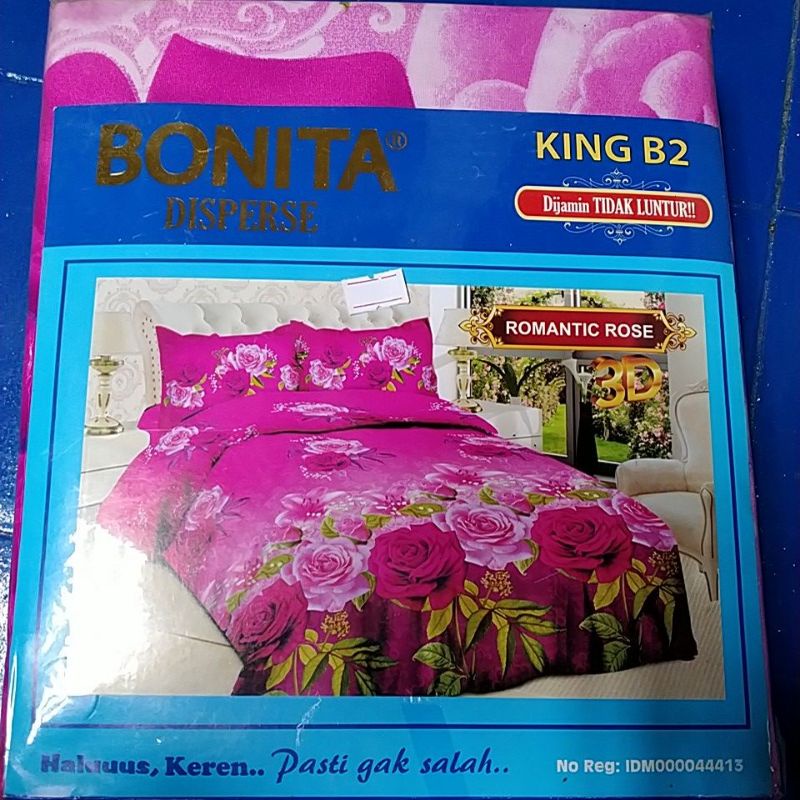 BONITA®
DISPERSE
KING B2
Dijamin TIDAK LUNTUR!!
ROMANTIC ROSE
3D
Haluuus, Keren.. Pasti gak salah..
No Reg: IDM000044413